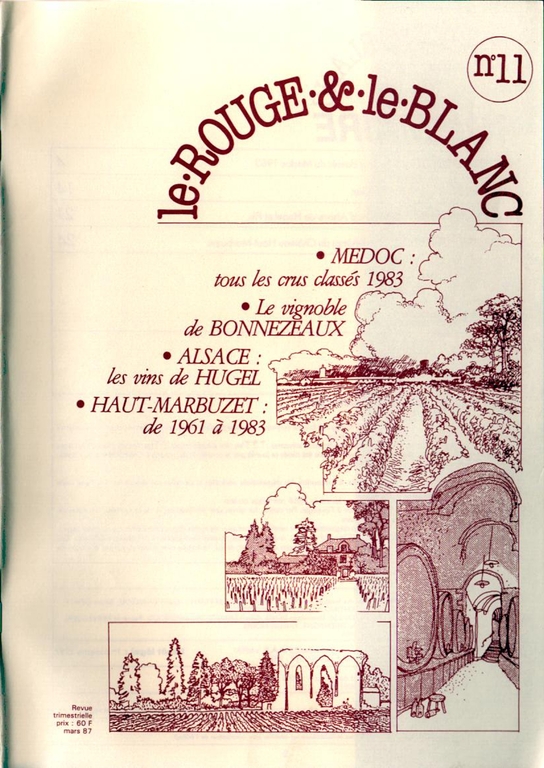 n°11
le·ROUGE·&·le·BLANC
• MEDOC :
tous les crus classés 1983
• Le vignoble
de BONNEZEAUX
• ALSACE :
les vins de HUGEL
• HAUT-MARBUZET :
de 1961 à 1983
Revue
trimestrielle
prix : 60 F
mars 87